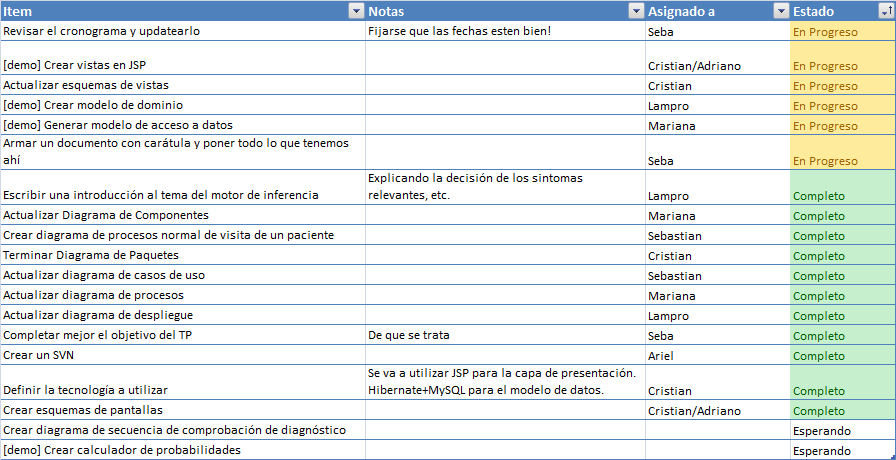 Item Notas Asignado a Estado
Revisar el cronograma y updatearlo Fijarse que las fechas esten bien! Seba En Progreso
[demo] Crear vistas en JSP Cristian/Adriano En Progreso
Actualizar esquemas de vistas Cristian En Progreso
[demo] Crear modelo de dominio Lampro En Progreso
[demo] Generar modelo de acceso a datos Mariana En Progreso
Armar un documento con carátula y poner todo lo que tenemos
ahí Seba En Progreso
Explicando la decisión de los sintomas
Escribir una introducción al tema del motor de inferencia relevantes, etc. Lampro Completo
Actualizar Diagrama de Componentes Mariana Completo
Crear diagrama de procesos normal de visita de un paciente Sebastian Completo
Terminar Diagrama de Paquetes Cristian Completo
Actualizar diagrama de casos de uso Sebastian Completo
Actualizar diagrama de procesos Mariana Completo
Actualizar diagrama de despliegue Lampro Completo
Completar mejor el objetivo del TP De que se trata Seba Completo
Crear un SVN Ariel Completo
Se va a utilizar JSP para la capa de presentación.
Definir la tecnología a utilizar Hibernate+MySQL para el modelo de datos. Cristian Completo
Crear esquemas de pantallas Cristian/Adriano Completo
Crear diagrama de secuencia de comprobación de diagnóstico Esperando
[demo] Crear calculador de probabilidades Esperando